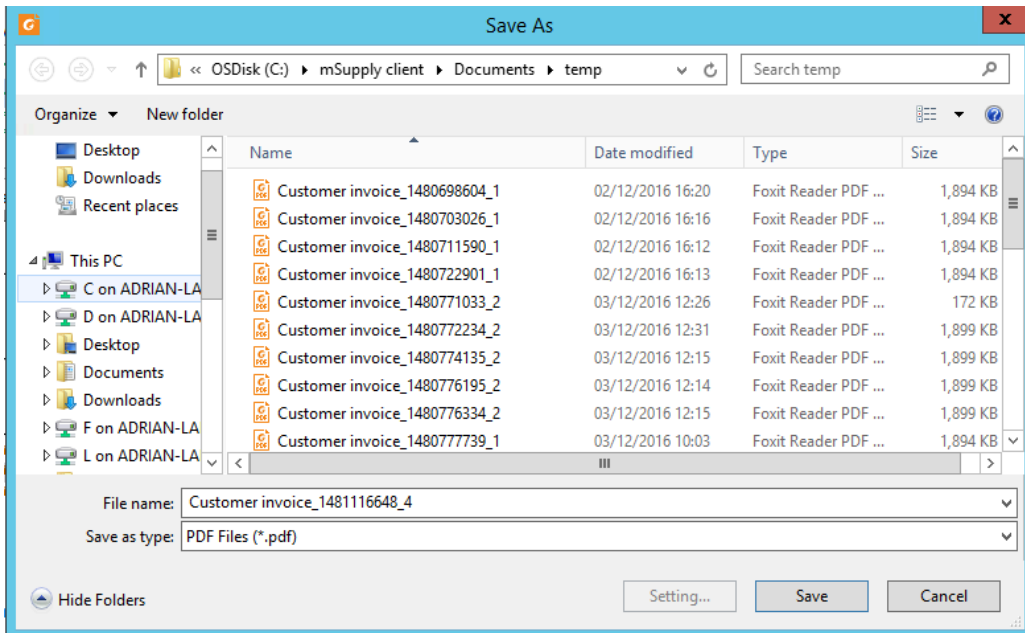 Save As
« OSDisk (C:) mSupply client Documents temp Search temp
Organize New folder
Desktop
Downloads
Recent places
This PC
C on ADRIAN-LA
D on ADRIAN-LA
Desktop
Documents
Downloads
F on ADRIAN-LA
L on ADRIAN-LA
Name Date modified Type Size
Customer invoice_1480698604_1 02/12/2016 16:20 Foxit Reader PDF ... 1,894 KB
Customer invoice_1480703026_1 02/12/2016 16:16 Foxit Reader PDF ... 1,894 KB
Customer invoice_1480711590_1 02/12/2016 16:12 Foxit Reader PDF ... 1,894 KB
Customer invoice_1480722901_1 02/12/2016 16:13 Foxit Reader PDF ... 1,894 KB
Customer invoice_1480771033_2 03/12/2016 12:26 Foxit Reader PDF ... 172 KB
Customer invoice_1480772234_2 03/12/2016 12:31 Foxit Reader PDF ... 1,899 KB
Customer invoice_1480774135_2 03/12/2016 12:15 Foxit Reader PDF ... 1,899 KB
Customer invoice_1480776195_2 03/12/2016 12:14 Foxit Reader PDF ... 1,899 KB
Customer invoice_1480776334_2 03/12/2016 12:15 Foxit Reader PDF ... 1,899 KB
Customer invoice_1480777739_1 03/12/2016 10:03 Foxit Reader PDF ... 1,894 KB
File name: Customer invoice_1481116648_4
Save as type: PDF Files (*.pdf)
Hide Folders Setting... Save Cancel